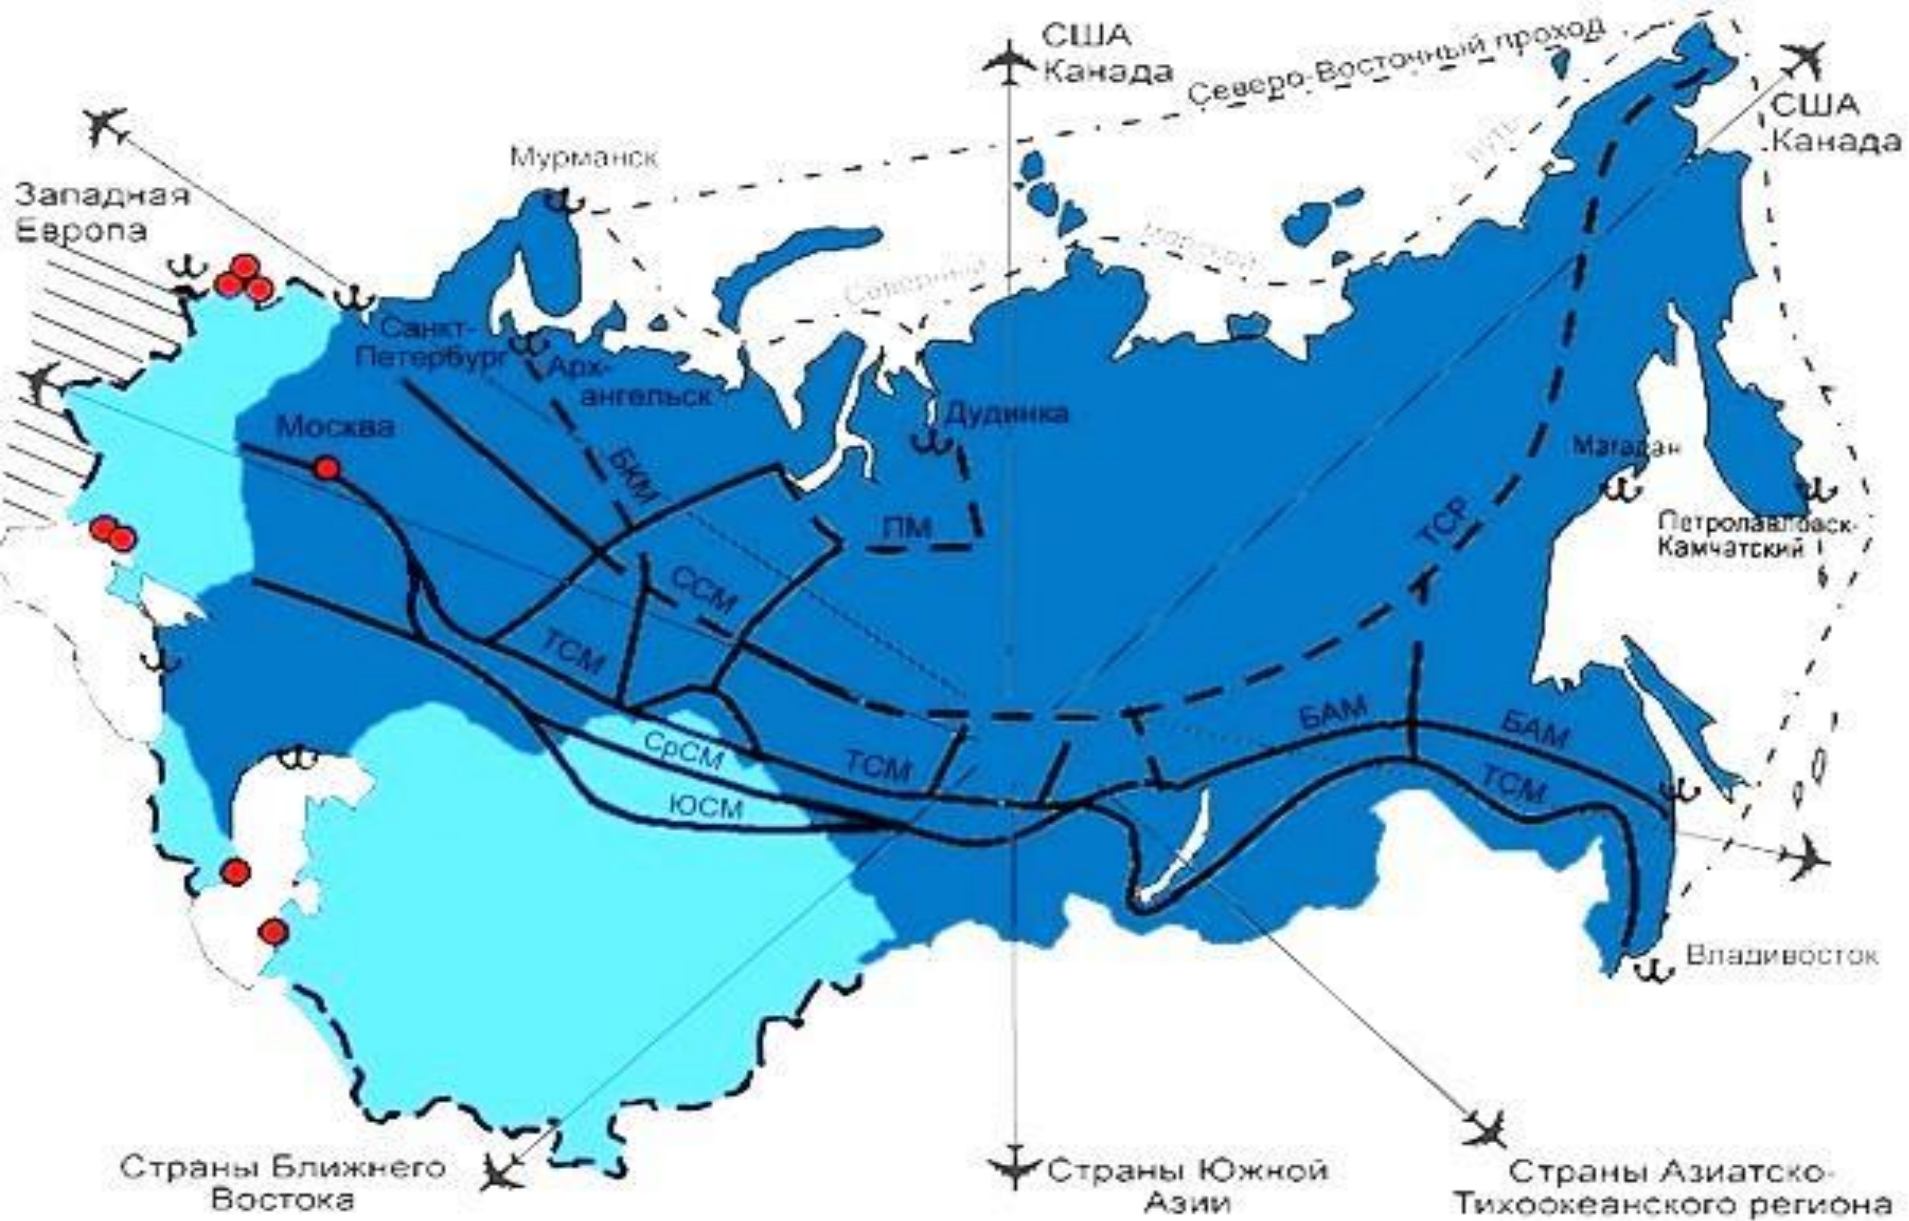 США
Канада
Северо-Восточный проход
США
Канада
путь
Мурманск
Западная
Европа
морской
Северный
Санкт-
Петербург
Арх-
ангельск
Дудинка
Москва
Магадан
БКМ
ПМ
ТСР
Петролавловск-
Камчатский
ССМ
ТСМ
БАМ
БАМ
СрСМ
ТСМ
ТСМ
ЮСМ
Владивосток
Страны Ближнего
Востока
Страны Южной
Азии
Страны Азиатско-
Тихоокеанского региона